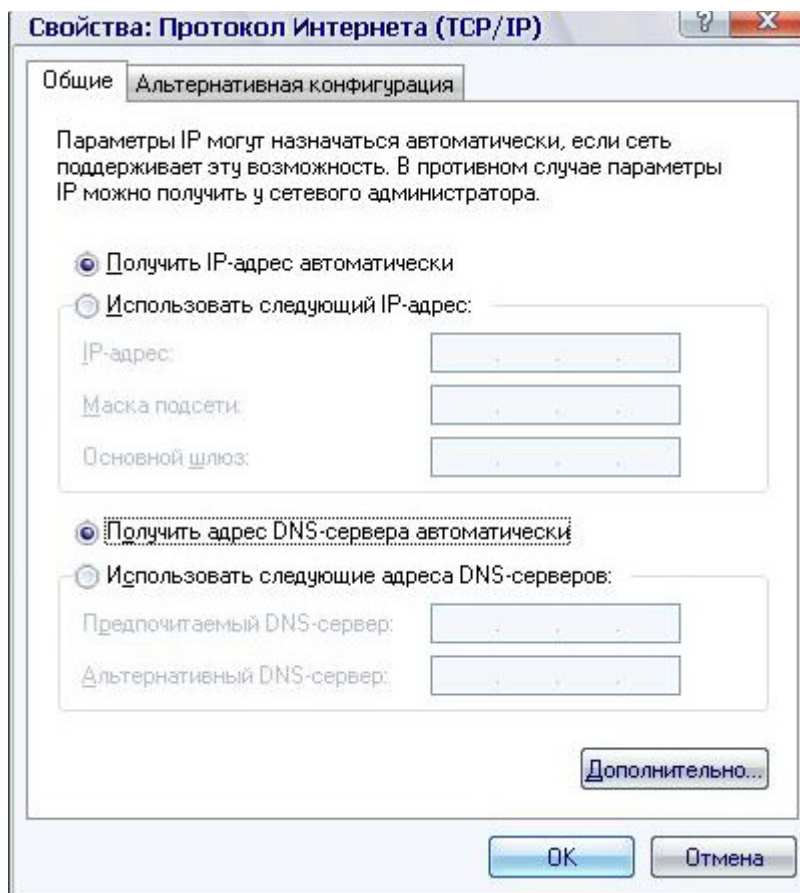 Свойства: Протокол Интернета (TCP/IP)
?
X
Общие
Альтернативная конфигурация
Параметры IP могут назначаться автоматически, если сеть
поддерживает эту возможность. В противном случае параметры
IP можно получить у сетевого администратора.
Получить IP-адрес автоматически
Использовать следующий IP-адрес:
IP-адрес:
Маска подсети:
Основной шлюз:
Получить адрес DNS-сервера автоматически
Использовать следующие адреса DNS-серверов:
Предпочитаемый DNS-сервер:
Альтернативный DNS-сервер:
Дополнительно...
OK
Отмена